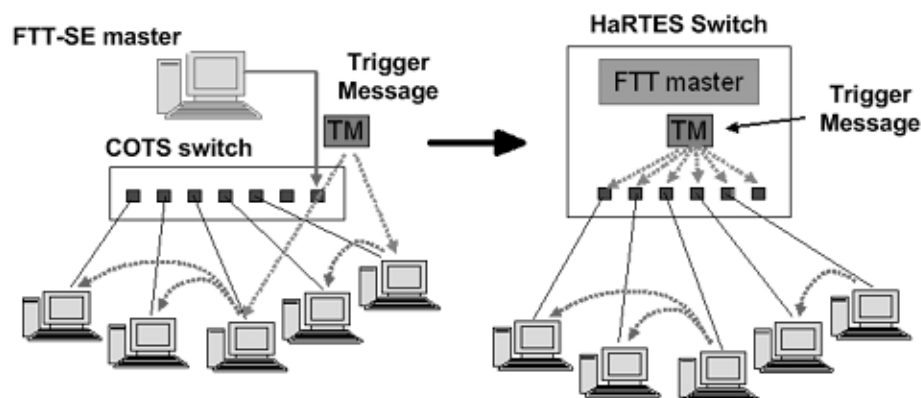 FTT-SE master
Trigger
Message
TM
COTS switch
HaRTES Switch
FTT master
Trigger
Message
TM